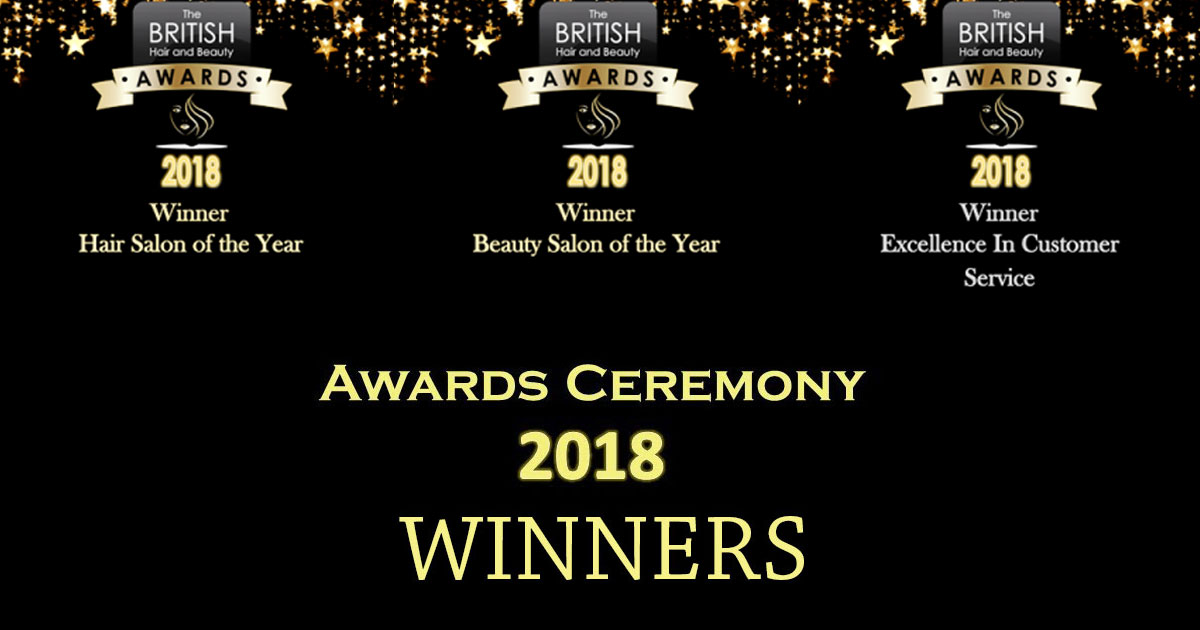 The
BRITISH
Hair and Beauty
· AWARDS ·
2018
Winner
Hair Salon of the Year
The
BRITISH
Hair and Beauty
· AWARDS ·
2018
Winner
Beauty Salon of the Year
The
BRITISH
Hair and Beauty
· AWARDS ·
2018
Winner
Excellence In Customer
Service
AWARDS CEREMONY
2018
WINNERS